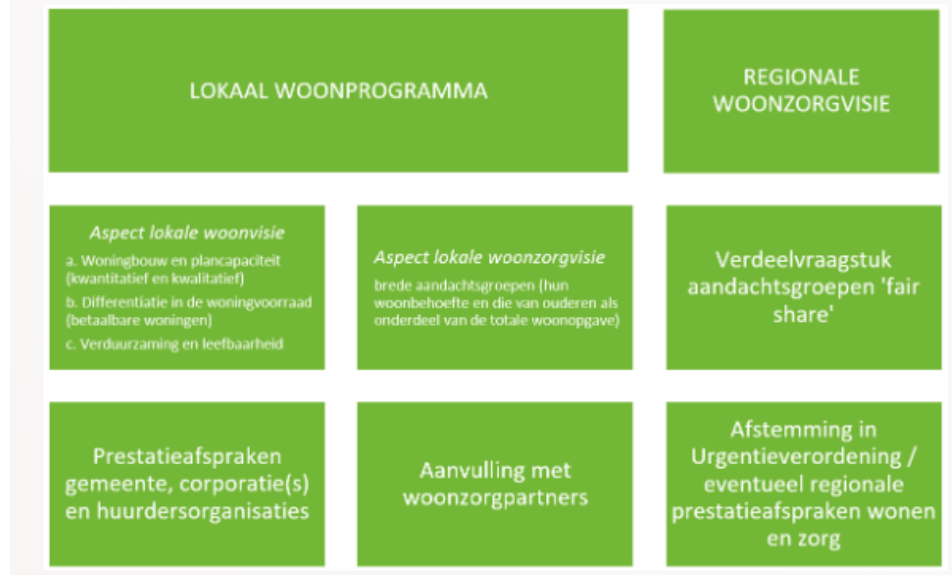 LOKAAL WOONPROGRAMMA
REGIONALE
WOONZORGVISIE
Aspect lokale woonvisie
a. Woningbouw en plancapaciteit
(kwantitatief en kwalitatief)
b. Differentiatie in de woningvoorraad
(betaalbare woningen)
c. Verduurzaming en leefbaarheid
Aspect lokale woonzorgvisie
brede aandachtsgroepen (hun
woonbehoefte en die van ouderen als
onderdeel van de totale woonopgave)
Verdeelvraagstuk
aandachtsgroepen 'fair
share'
Prestatieafspraken
gemeente, corporatie(s)
en huurdersorganisaties
Aanvulling met
woonzorgpartners
Afstemming in
Urgentieverordening /
eventueel regionale
prestatieafspraken wonen
en zorg